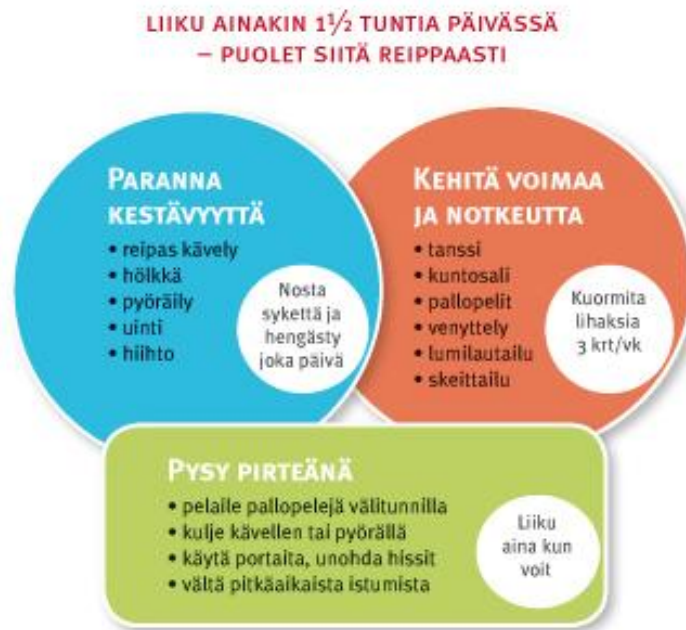 LIIKU AINAKIN 1½ TUNTIA PÄIVÄSSÄ
– PUOLET SIITÄ REIPPAASTI
PARANNA
KESTÄVYYTTÄ
• reipas kävely
• hölkkä
• pyöräily
• uinti
• hiihto
Nosta
sykettä ja
hengästy
joka päivä
KEHITÄ VOIMAA
JA NOTKEUTTA
• tanssi
• kuntosali
• pallopelit
• venyttely
• lumilautailu
• skeittailu
Kuormita
lihaksia
3 krt/vk
PYSY PIRTEÄNÄ
• pelaile pallopelejä välitunnilla
• kulje kävellen tai pyörällä
• käytä portaita, unohda hissit
• vältä pitkäaikaista istumista
Liiku
aina kun
voit